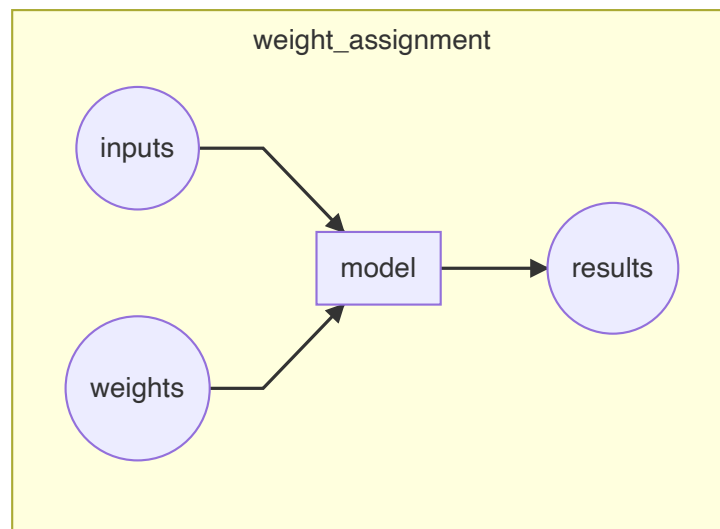 weight_assignment
inputs
model
results
weights